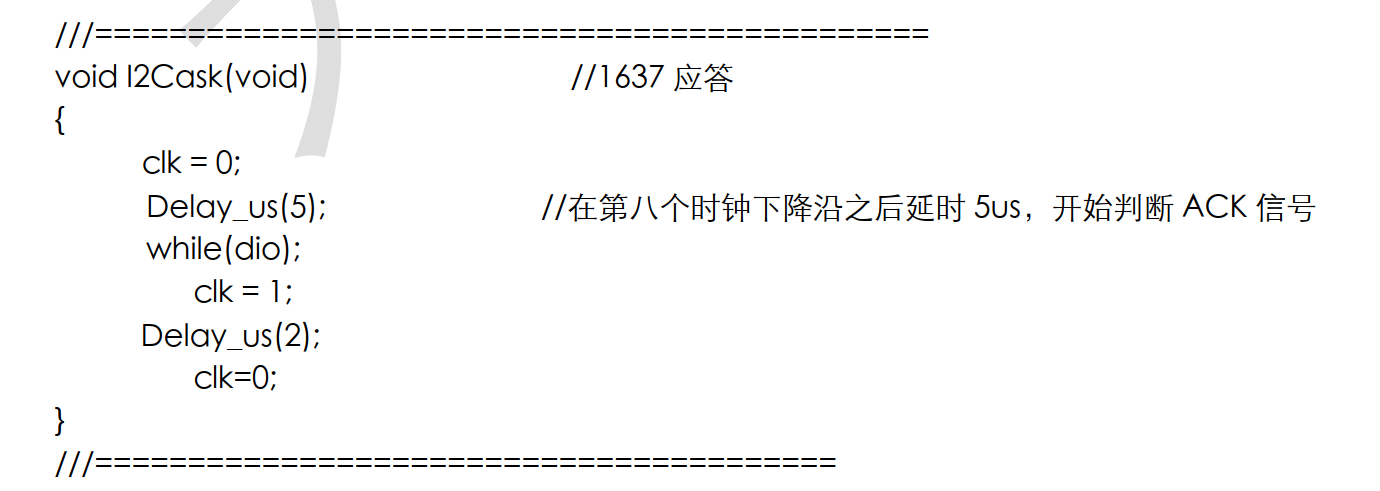 ///=============================================
void I2Cask(void) //1637 应答
{
clk = 0;
Delay_us(5); //在第八个时钟下降沿之后延时 5us，开始判断 ACK 信号
while(dio);
clk = 1;
Delay_us(2);
clk=0;
}
///========================================